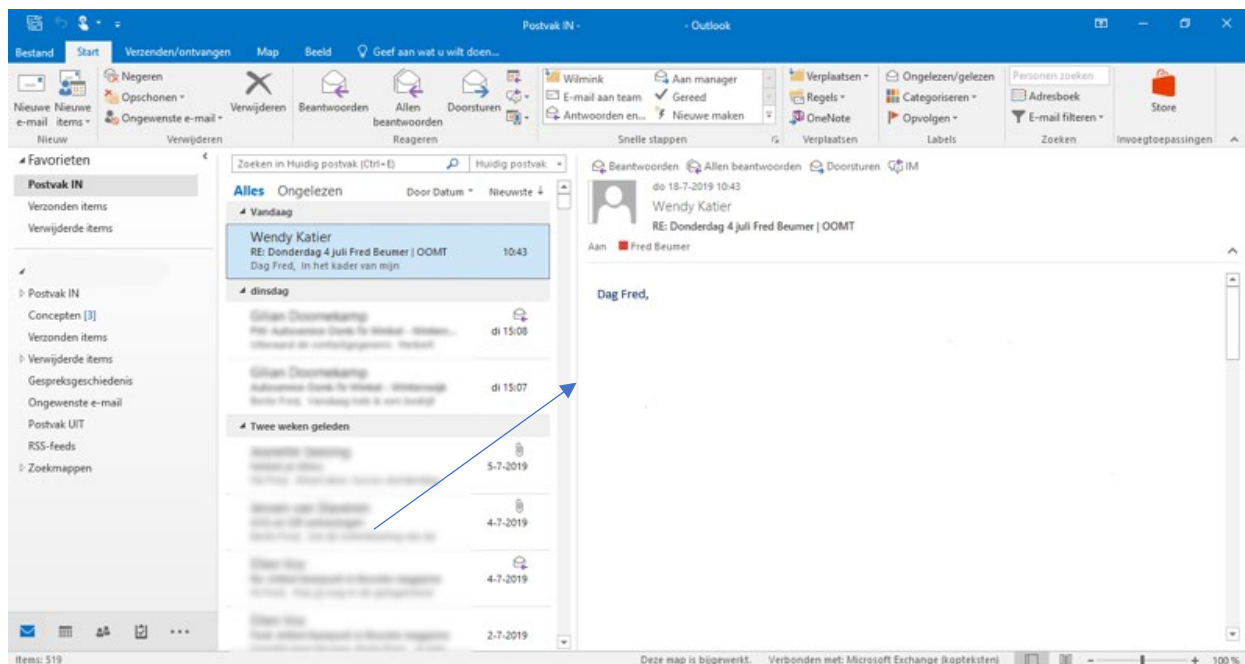 Postvak IN - - Outlook
Bestand Start Verzenden/ontvangen Map Beeld Geef aan wat u wilt doen...
Nieuwe e-mail
Nieuwe items
Nieuw
Negeren
Opschonen
Ongewenste e-mail
Verwijderen
Verwijderen
Beantwoorden
Allen beantwoorden
Doorsturen
Reageren
Wilmink
E-mail aan team
Antwoorden en...
Aan manager
Gereed
Nieuwe maken
Snelle stappen
Verplaatsen
Regels
OneNote
Verplaatsen
Ongelezen/gelezen
Categoriseren
Opvolgen
Labels
Personen zoeken
Adresboek
E-mail filteren
Zoeken
Store
Invoegtoepassingen
Favorieten
Postvak IN
Verzonden items
Verwijderde items
Postvak IN
Concepten [3]
Verzonden items
Verwijderde items
Gespreksgeschiedenis
Ongewenste e-mail
Postvak UIT
RSS-feeds
Zoekmappen
Zoeken in Huidig postvak (Ctrl+E) Huidig postvak
Alles Ongelezen Door Datum Nieuwste
Vandaag
Wendy Katier
RE: Donderdag 4 juli Fred Beumer | OOMT 10:43
Dag Fred, In het kader van mijn
dinsdag
di 15:08
di 15:07
Twee weken geleden
5-7-2019
4-7-2019
4-7-2019
2-7-2019
Beantwoorden Allen beantwoorden Doorsturen IM
do 18-7-2019 10:43
Wendy Katier
RE: Donderdag 4 juli Fred Beumer | OOMT
Aan Fred Beumer
Dag Fred,
Items: 519 Deze map is bijgewerkt. Verbonden met: Microsoft Exchange (kopteksten) - + 100 %